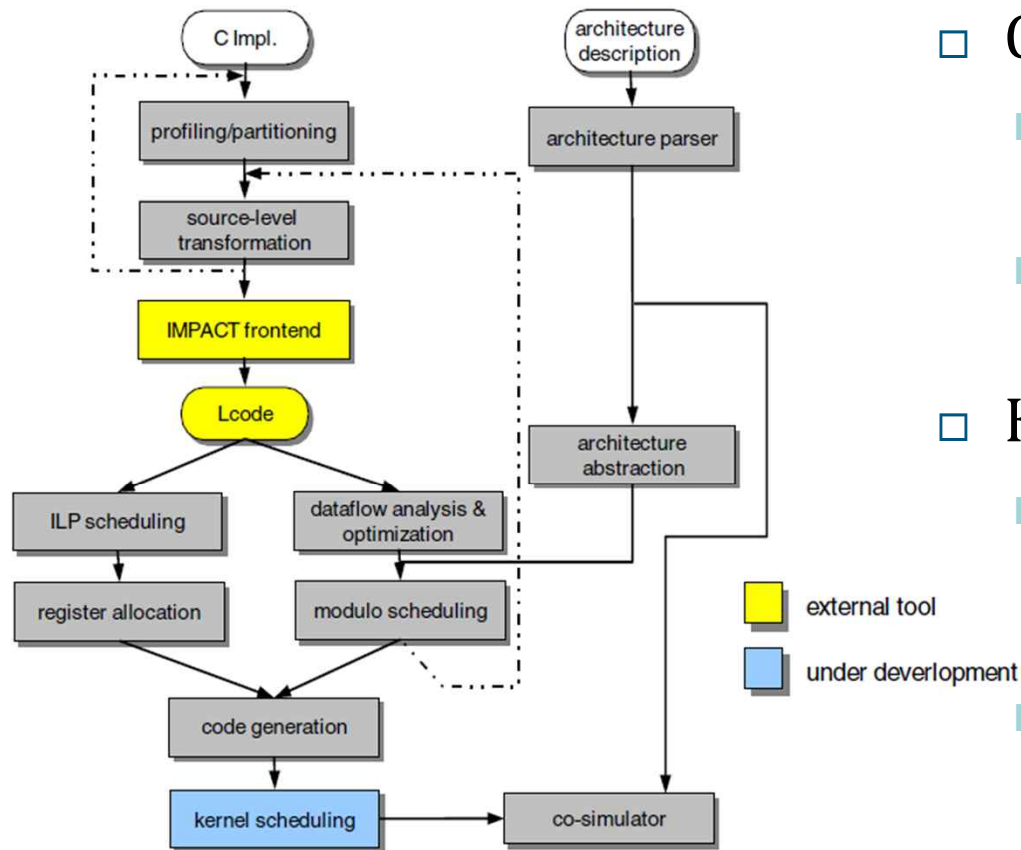 C Impl.
profiling/partitioning
source-level
transformation
IMPACT frontend
Lcode
ILP scheduling
register allocation
dataflow analysis &
optimization
modulo scheduling
code generation
kernel scheduling
architecture
description
architecture parser
architecture
abstraction
co-simulator
external tool
under deverlopment